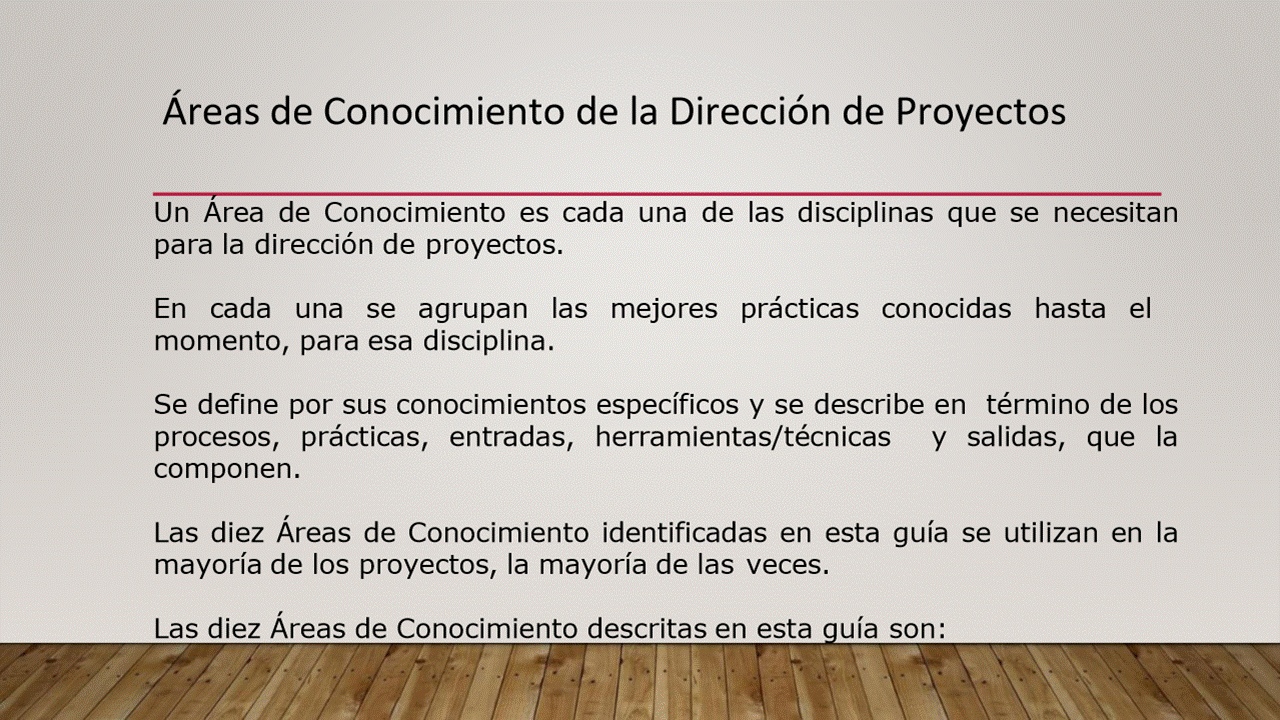 Áreas de Conocimiento de la Dirección de Proyectos
Un Área de Conocimiento es cada una de las disciplinas que se necesitan
para la dirección de proyectos.
En cada una se agrupan las mejores prácticas conocidas hasta el
momento, para esa disciplina.
Se define por sus conocimientos específicos y se describe en término de los
procesos, prácticas, entradas, herramientas/técnicas y salidas, que la
componen.
Las diez Áreas de Conocimiento identificadas en esta guía se utilizan en la
mayoría de los proyectos, la mayoría de las veces.
Las diez Áreas de Conocimiento descritas en esta guía son: